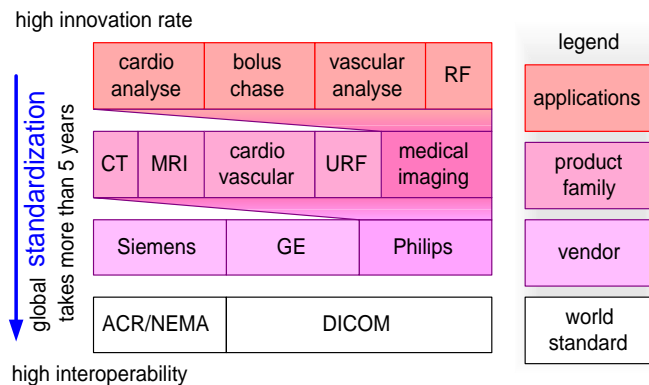 high innovation rate
cardio
analyse
bolus
chase
vascular
analyse
RF
CT
MRI
cardio
vascular
URF
medical
imaging
Siemens
GE
Philips
ACR/NEMA
DICOM
high interoperability
global standardization
takes more than 5 years
legend
applications
product
family
vendor
world
standard